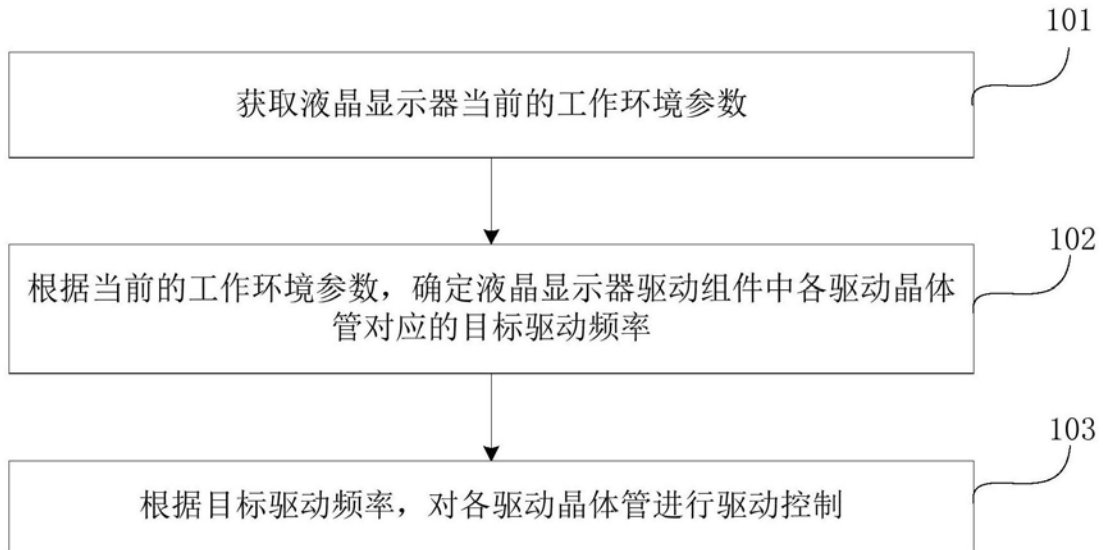 101
获取液晶显示器当前的工作环境参数
102
根据当前的工作环境参数，确定液晶显示器驱动组件中各驱动晶体
管对应的目标驱动频率
103
根据目标驱动频率，对各驱动晶体管进行驱动控制